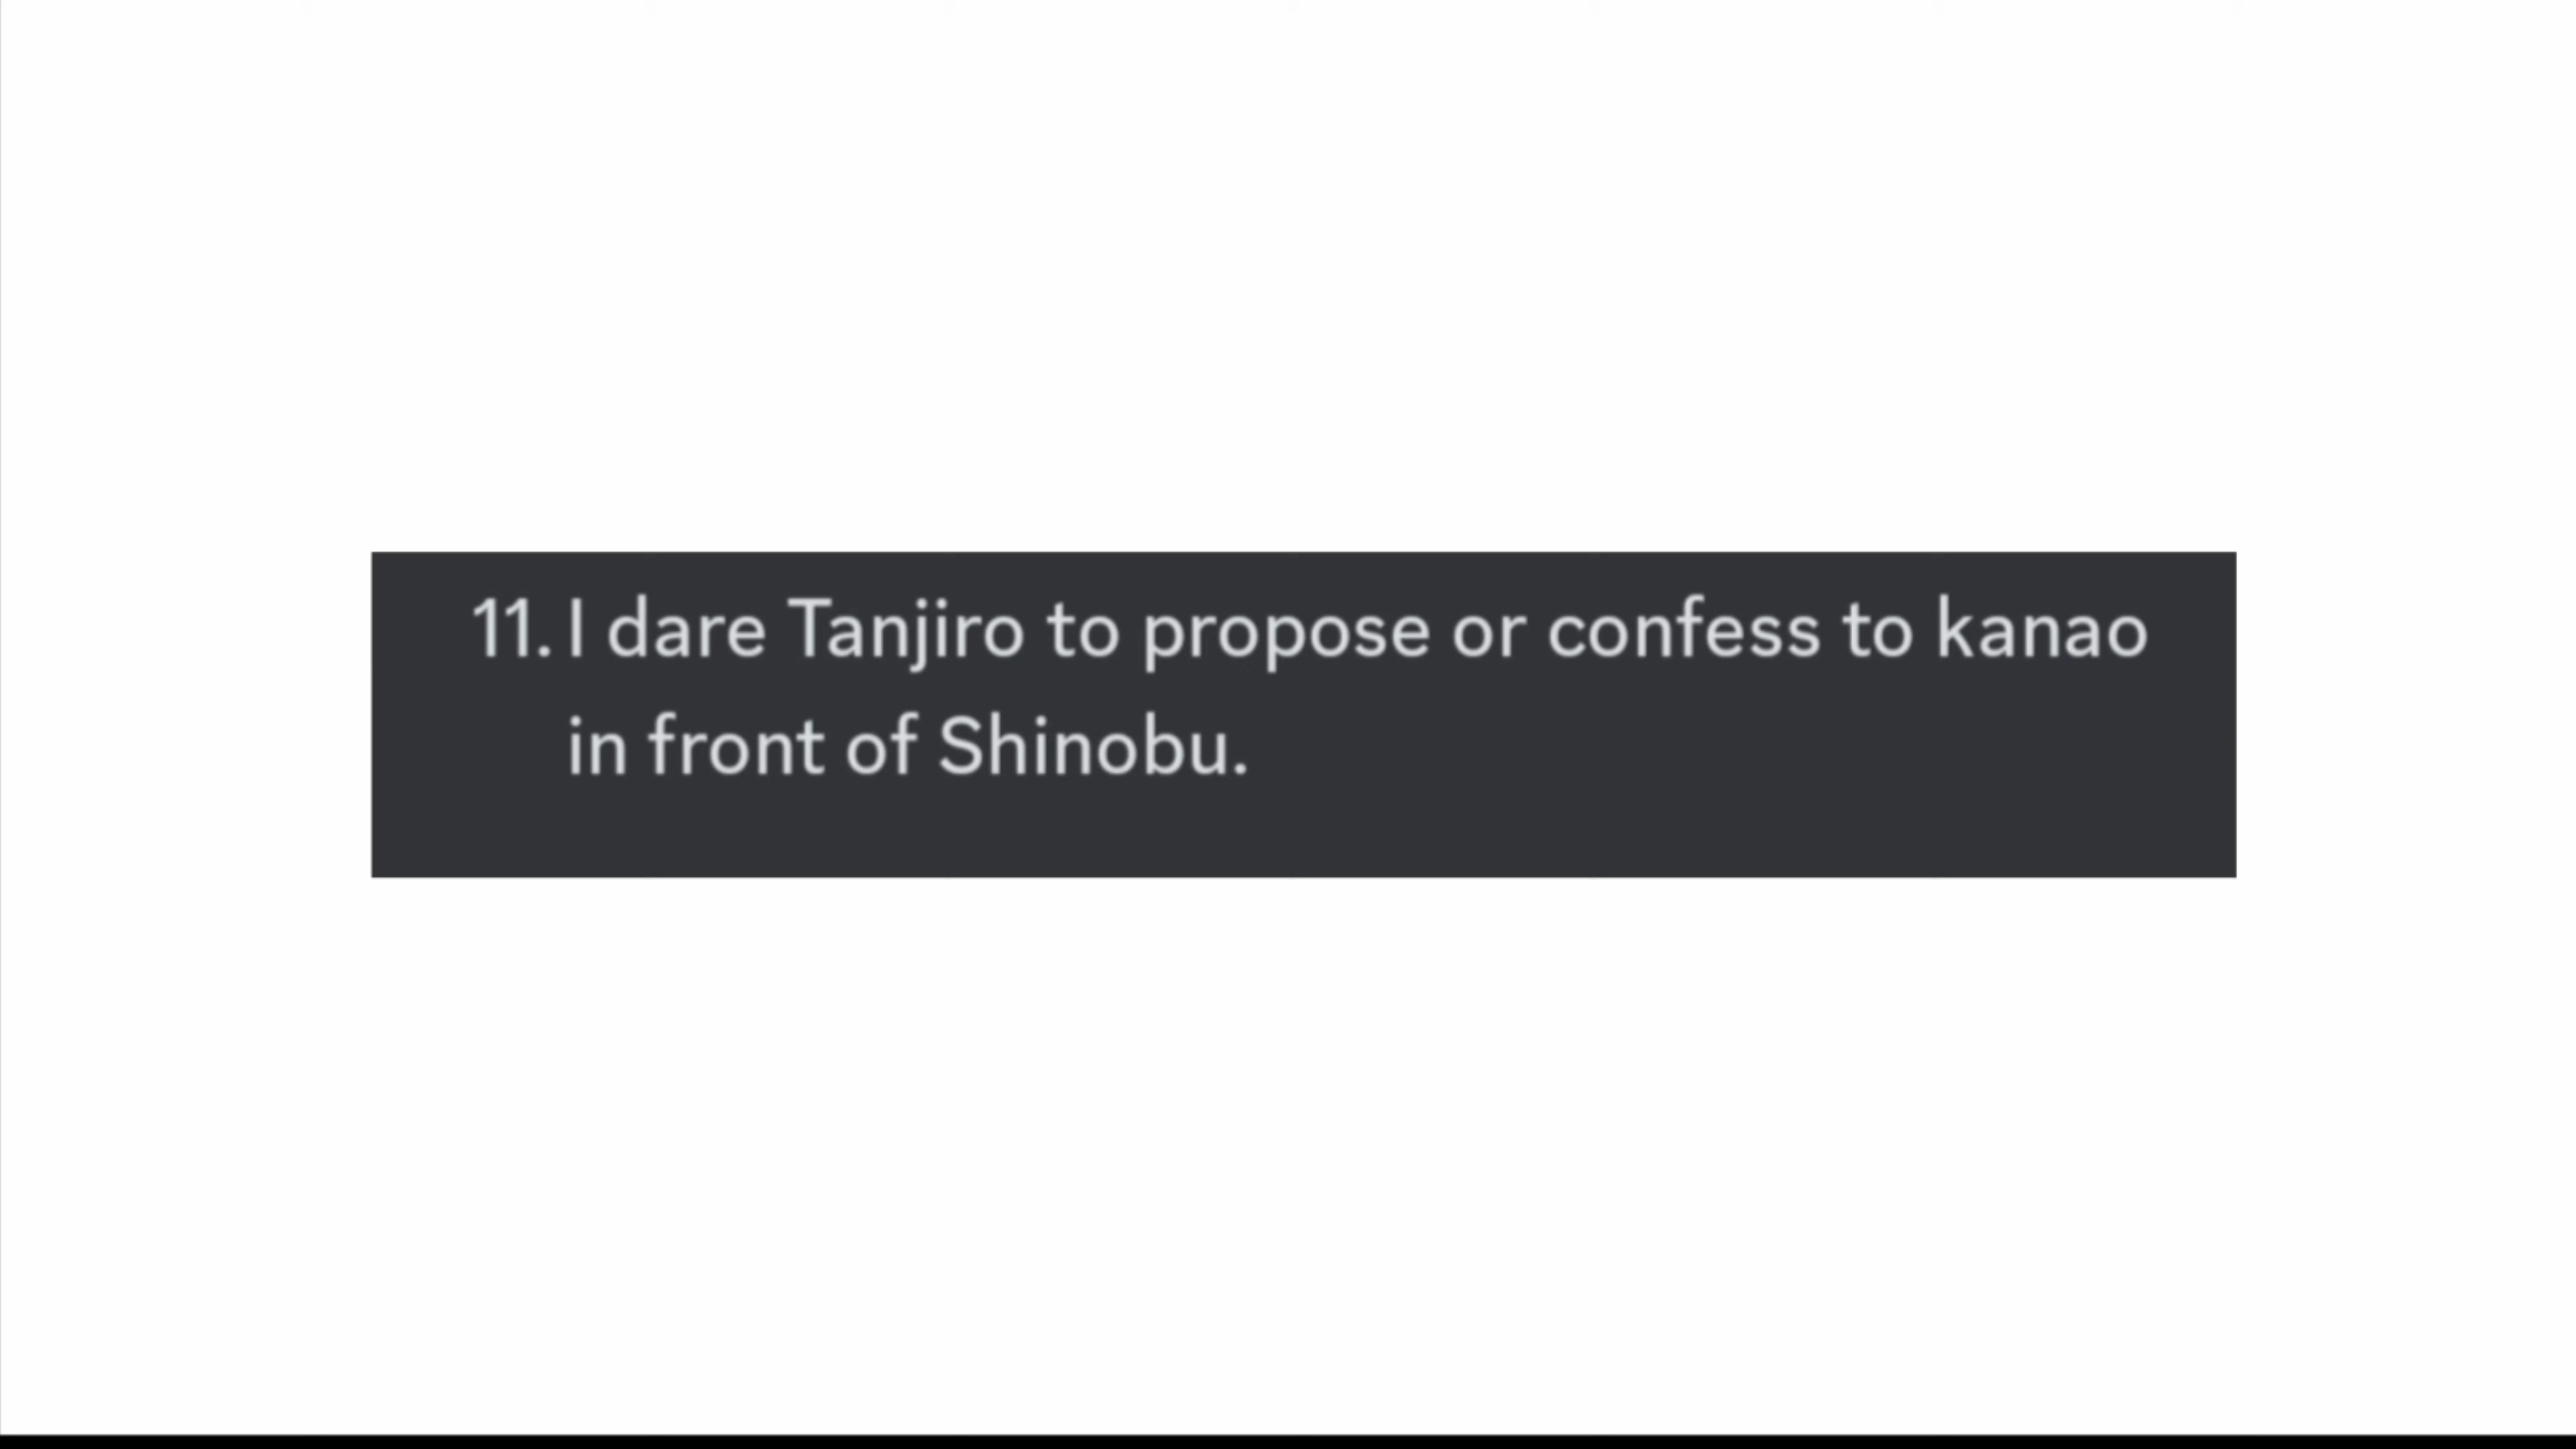 11. I dare Tanjiro to propose or confess to kanao
in front of Shinobu.